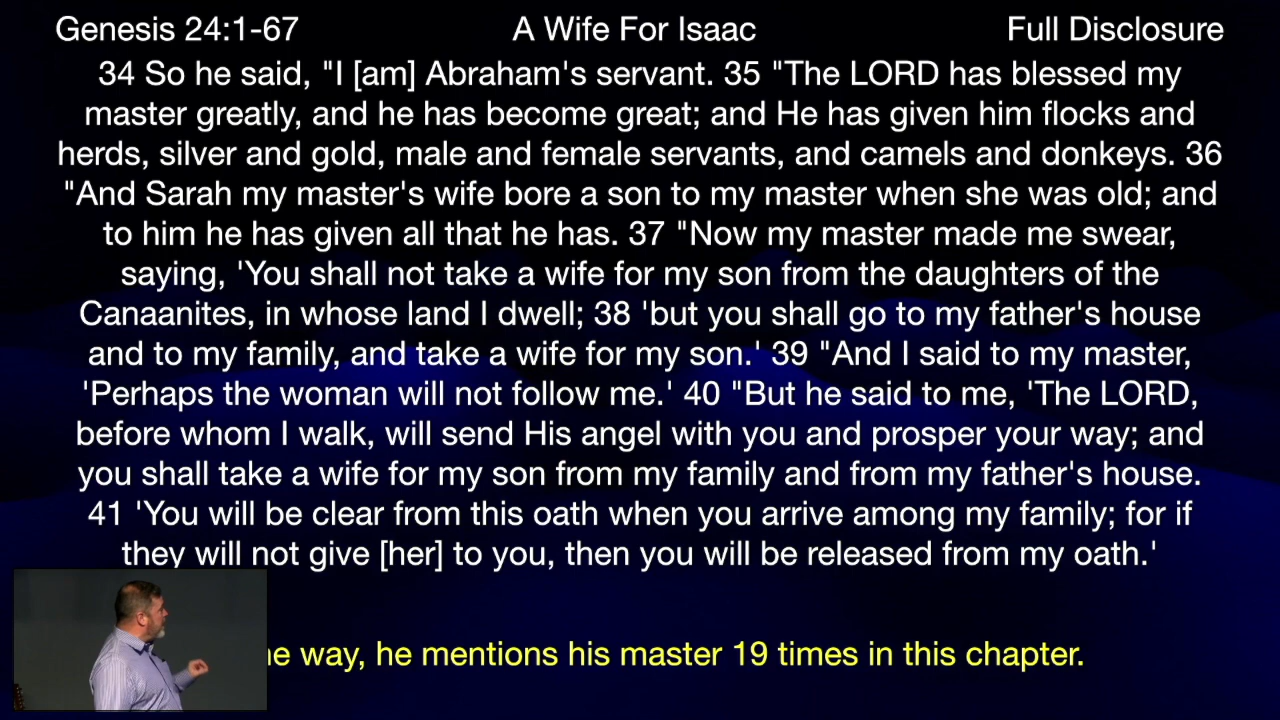 Genesis 24:1-67 A Wife For Isaac Full Disclosure
34 So he said, "I [am] Abraham's servant. 35 "The LORD has blessed my
master greatly, and he has become great; and He has given him flocks and
herds, silver and gold, male and female servants, and camels and donkeys. 36
"And Sarah my master's wife bore a son to my master when she was old; and
to him he has given all that he has. 37 "Now my master made me swear,
saying, 'You shall not take a wife for my son from the daughters of the
Canaanites, in whose land I dwell; 38 'but you shall go to my father's house
and to my family, and take a wife for my son.' 39 "And I said to my master,
'Perhaps the woman will not follow me.' 40 "But he said to me, 'The LORD,
before whom I walk, will send His angel with you and prosper your way; and
you shall take a wife for my son from my family and from my father's house.
41 'You will be clear from this oath when you arrive among my family; for if
they will not give [her] to you, then you will be released from my oath.'
way, he mentions his master 19 times in this chapter.